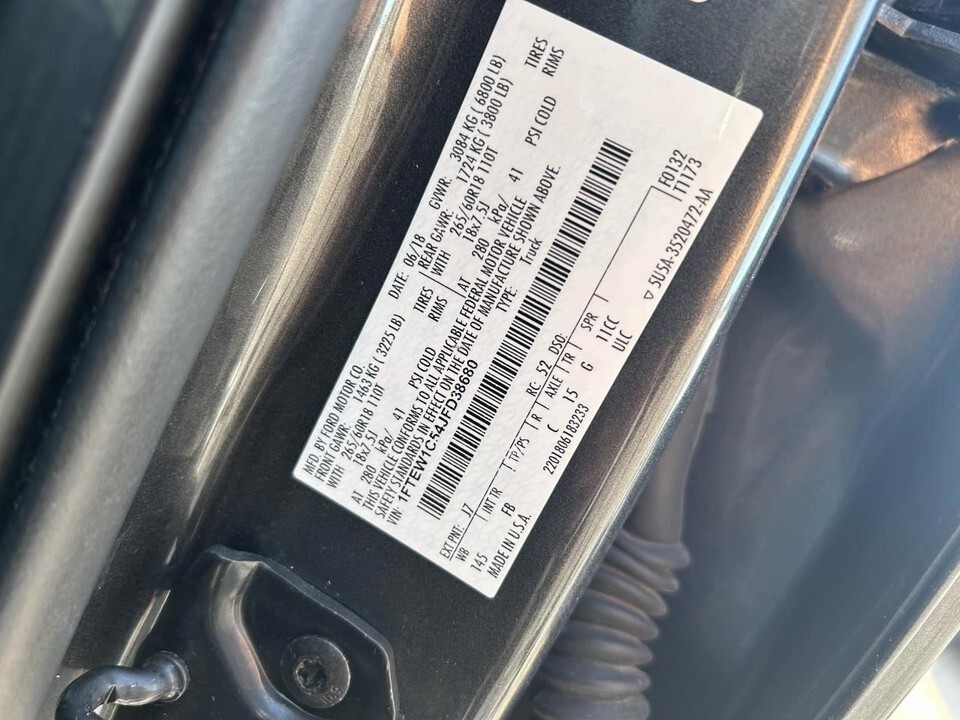 MFD. BY FORD MOTOR CO.
DATE: 06/18 GVWR: 3084 KG ( 6800 LB)
FRONT GAWR: 1463 KG ( 3225 LB) REAR GAWR: 1724 KG ( 3800 LB)
WITH 265/60R18 110T TIRES WITH 265/60R18 110T TIRES
18x7.5J RIMS 18x7.5J RIMS
AT 280 kPa/ 41 PSI COLD AT 280 kPa/ 41 PSI COLD
THIS VEHICLE CONFORMS TO ALL APPLICABLE FEDERAL MOTOR VEHICLE
SAFETY STANDARDS IN EFFECT ON THE DATE OF MANUFACTURE SHOWN ABOVE.
VIN: 1FTEW1C54JFD38680 TYPE: Truck
EXT PNT: J7 RC: 52 DSO: F0132
WB INT TR TP/PS R AXLE TR SPR TT173
145 FB C 15 G 11CC
MADE IN U.S.A. 2201806183233 ULC ▽ 5U5A-3520472-AA